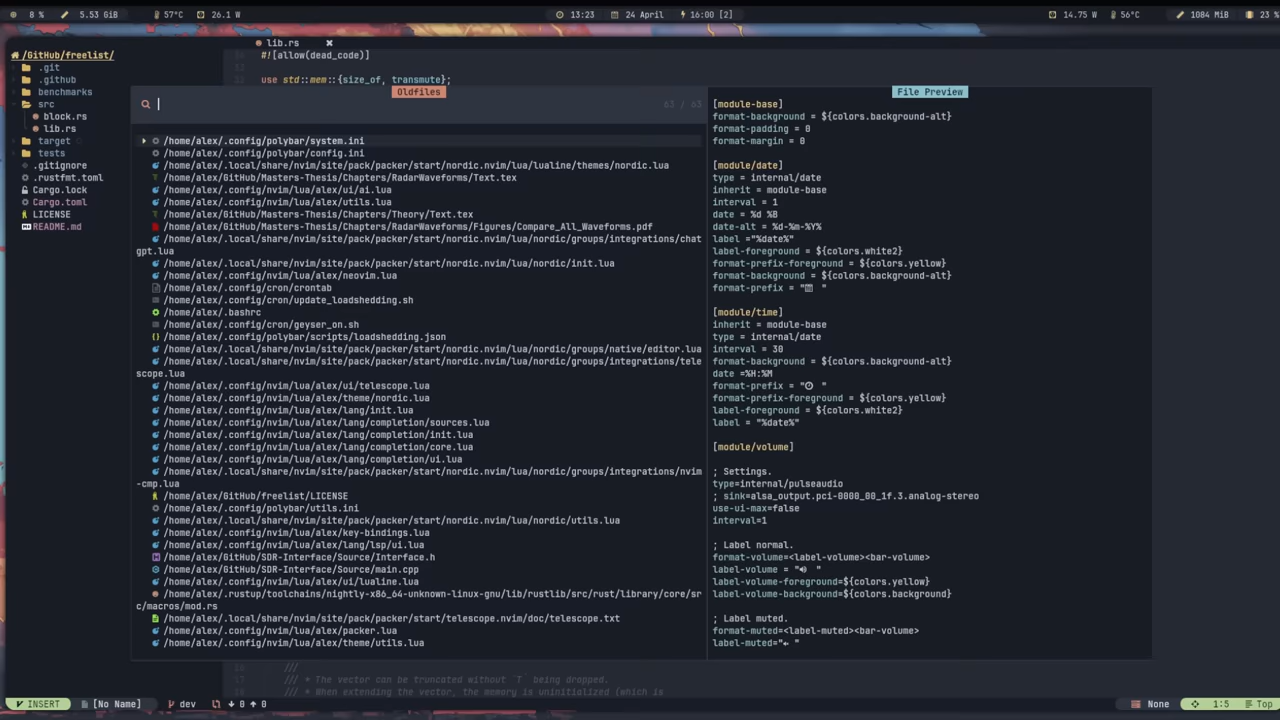 8 %
5.53 GiB
57°C
26.1 W
13:23
24 April
16:00 [2]
14.75 W
56°C
1084 MiB
23 %
/GitHub/freelist/
.git
.github
benchmarks
src
block.rs
lib.rs
target
tests
.gitignore
.rustfmt.toml
Cargo.lock
Cargo.toml
LICENSE
README.md
lib.rs
#![allow(dead_code)]
use std::mem::{size_of, transmute};
Oldfiles
63 / 63
/home/alex/.config/polybar/system.ini
/home/alex/.config/polybar/config.ini
/home/alex/.local/share/nvim/site/pack/packer/start/nordic.nvim/lua/lualine/themes/nordic.lua
/home/alex/GitHub/Masters-Thesis/Chapters/RadarWaveforms/Text.tex
/home/alex/.config/nvim/lua/alex/ui/ai.lua
/home/alex/.config/nvim/lua/alex/utils.lua
/home/alex/GitHub/Masters-Thesis/Chapters/Theory/Text.tex
/home/alex/GitHub/Masters-Thesis/Chapters/RadarWaveforms/Figures/Compare_All_Waveforms.pdf
/home/alex/.local/share/nvim/site/pack/packer/start/nordic.nvim/lua/nordic/groups/integrations/chat
gpt.lua
/home/alex/.local/share/nvim/site/pack/packer/start/nordic.nvim/lua/nordic/init.lua
/home/alex/.config/nvim/lua/alex/neovim.lua
/home/alex/.config/cron/crontab
/home/alex/.config/cron/update_loadshedding.sh
/home/alex/.bashrc
/home/alex/.config/cron/geyser_on.sh
/home/alex/.config/polybar/scripts/loadshedding.json
/home/alex/.local/share/nvim/site/pack/packer/start/nordic.nvim/lua/nordic/groups/native/editor.lua
/home/alex/.local/share/nvim/site/pack/packer/start/nordic.nvim/lua/nordic/groups/integrations/tele
scope.lua
/home/alex/.config/nvim/lua/alex/ui/telescope.lua
/home/alex/.config/nvim/lua/alex/theme/nordic.lua
/home/alex/.config/nvim/lua/alex/lang/init.lua
/home/alex/.config/nvim/lua/alex/lang/completion/sources.lua
/home/alex/.config/nvim/lua/alex/lang/completion/init.lua
/home/alex/.config/nvim/lua/alex/lang/completion/core.lua
/home/alex/.config/nvim/lua/alex/lang/completion/ui.lua
/home/alex/.local/share/nvim/site/pack/packer/start/nordic.nvim/lua/nordic/groups/integrations/nvim
-cmp.lua
/home/alex/GitHub/freelist/LICENSE
/home/alex/.config/polybar/utils.ini
/home/alex/.local/share/nvim/site/pack/packer/start/nordic.nvim/lua/nordic/utils.lua
/home/alex/.config/nvim/lua/alex/key-bindings.lua
/home/alex/.config/nvim/lua/alex/lang/lsp/ui.lua
/home/alex/GitHub/SDR-Interface/Source/Interface.h
/home/alex/GitHub/SDR-Interface/Source/main.cpp
/home/alex/.config/nvim/lua/alex/ui/lualine.lua
/home/alex/.rustup/toolchains/nightly-x86_64-unknown-linux-gnu/lib/rustlib/src/rust/library/core/sr
c/macros/mod.rs
/home/alex/.local/share/nvim/site/pack/packer/start/telescope.nvim/doc/telescope.txt
/home/alex/.config/nvim/lua/alex/packer.lua
/home/alex/.config/nvim/lua/alex/theme/utils.lua
File Preview
[module-base]
format-background = ${colors.background-alt}
format-padding = 0
format-margin = 0
[module/date]
type = internal/date
inherit = module-base
interval = 1
date = %d %B
date-alt = %d-%m-%Y%
label ="%date%"
label-foreground = ${colors.white2}
format-prefix-foreground = ${colors.yellow}
format-background = ${colors.background-alt}
format-prefix = " "
[module/time]
inherit = module-base
type = internal/date
interval = 30
format-background = ${colors.background-alt}
date =%H:%M
format-prefix = " "
format-prefix-foreground = ${colors.yellow}
label-foreground = ${colors.white2}
label = "%date%"
[module/volume]
; Settings.
type=internal/pulseaudio
; sink=alsa_output.pci-0000_00_1f.3.analog-stereo
use-ui-max=false
interval=1
; Label normal.
format-volume=<label-volume><bar-volume>
label-volume = " "
label-volume-foreground=${colors.yellow}
label-volume-background=${colors.background}
; Label muted.
format-muted=<label-muted><bar-volume>
label-muted=" "
16 ///
17 /// The vector can be truncated without `T` being dropped.
18 /// When extending the vector, the memory is uninitialized (which is
INSERT
[No Name]
dev
0
0
None
1:5
Top